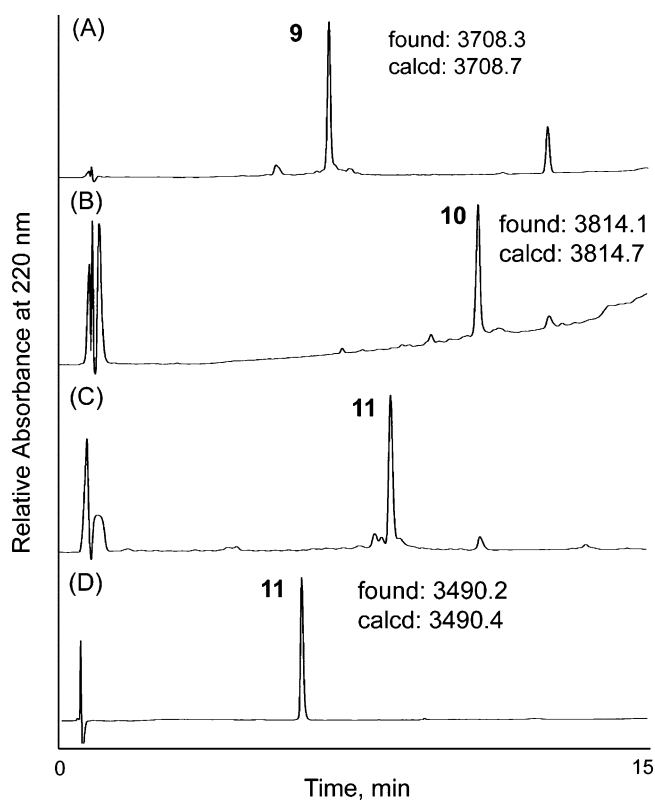 (A)
9
found: 3708.3
calcd: 3708.7
(B)
10
found: 3814.1
calcd: 3814.7
(C)
11
(D)
11
found: 3490.2
calcd: 3490.4
Relative Absorbance at 220 nm
0
15
Time, min